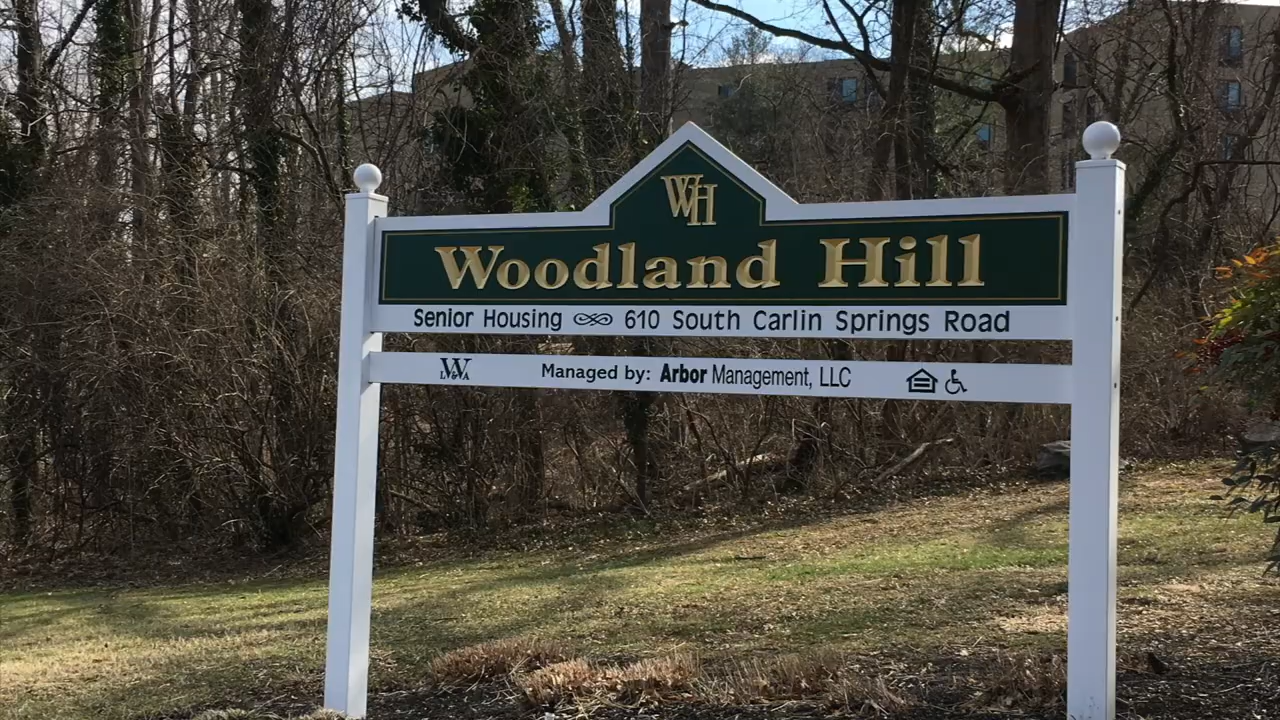 WH
Woodland Hill
Senior Housing 610 South Carlin Springs Road
W L&A Managed by: Arbor Management, LLC